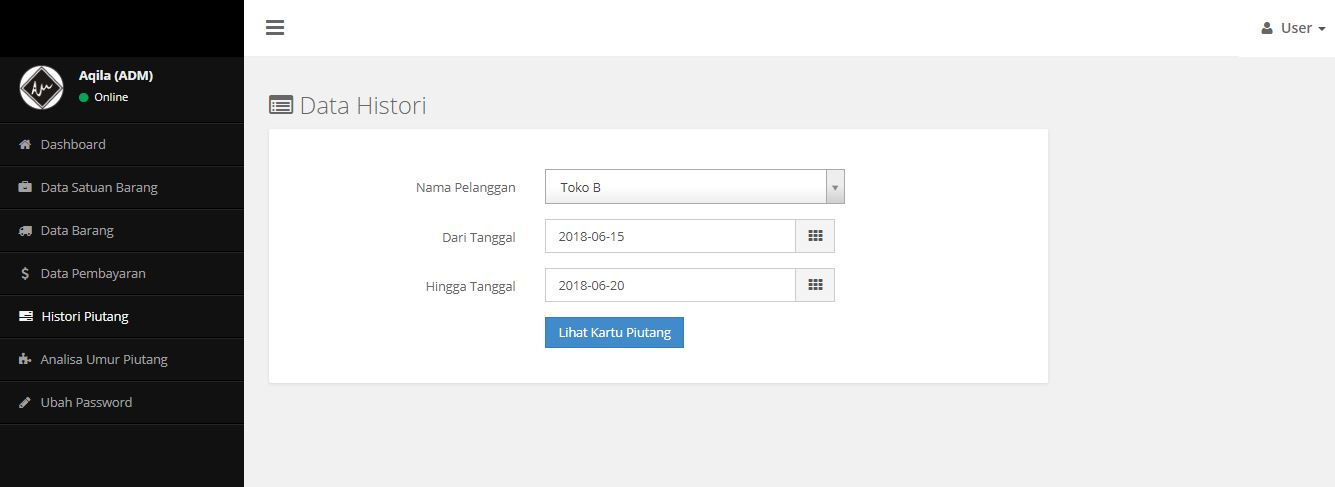 User
Aqila (ADM)
Online
Dashboard
Data Satuan Barang
Data Barang
Data Pembayaran
Histori Piutang
Analisa Umur Piutang
Ubah Password
Data Histori
Nama Pelanggan
Toko B
Dari Tanggal
2018-06-15
Hingga Tanggal
2018-06-20
Lihat Kartu Piutang